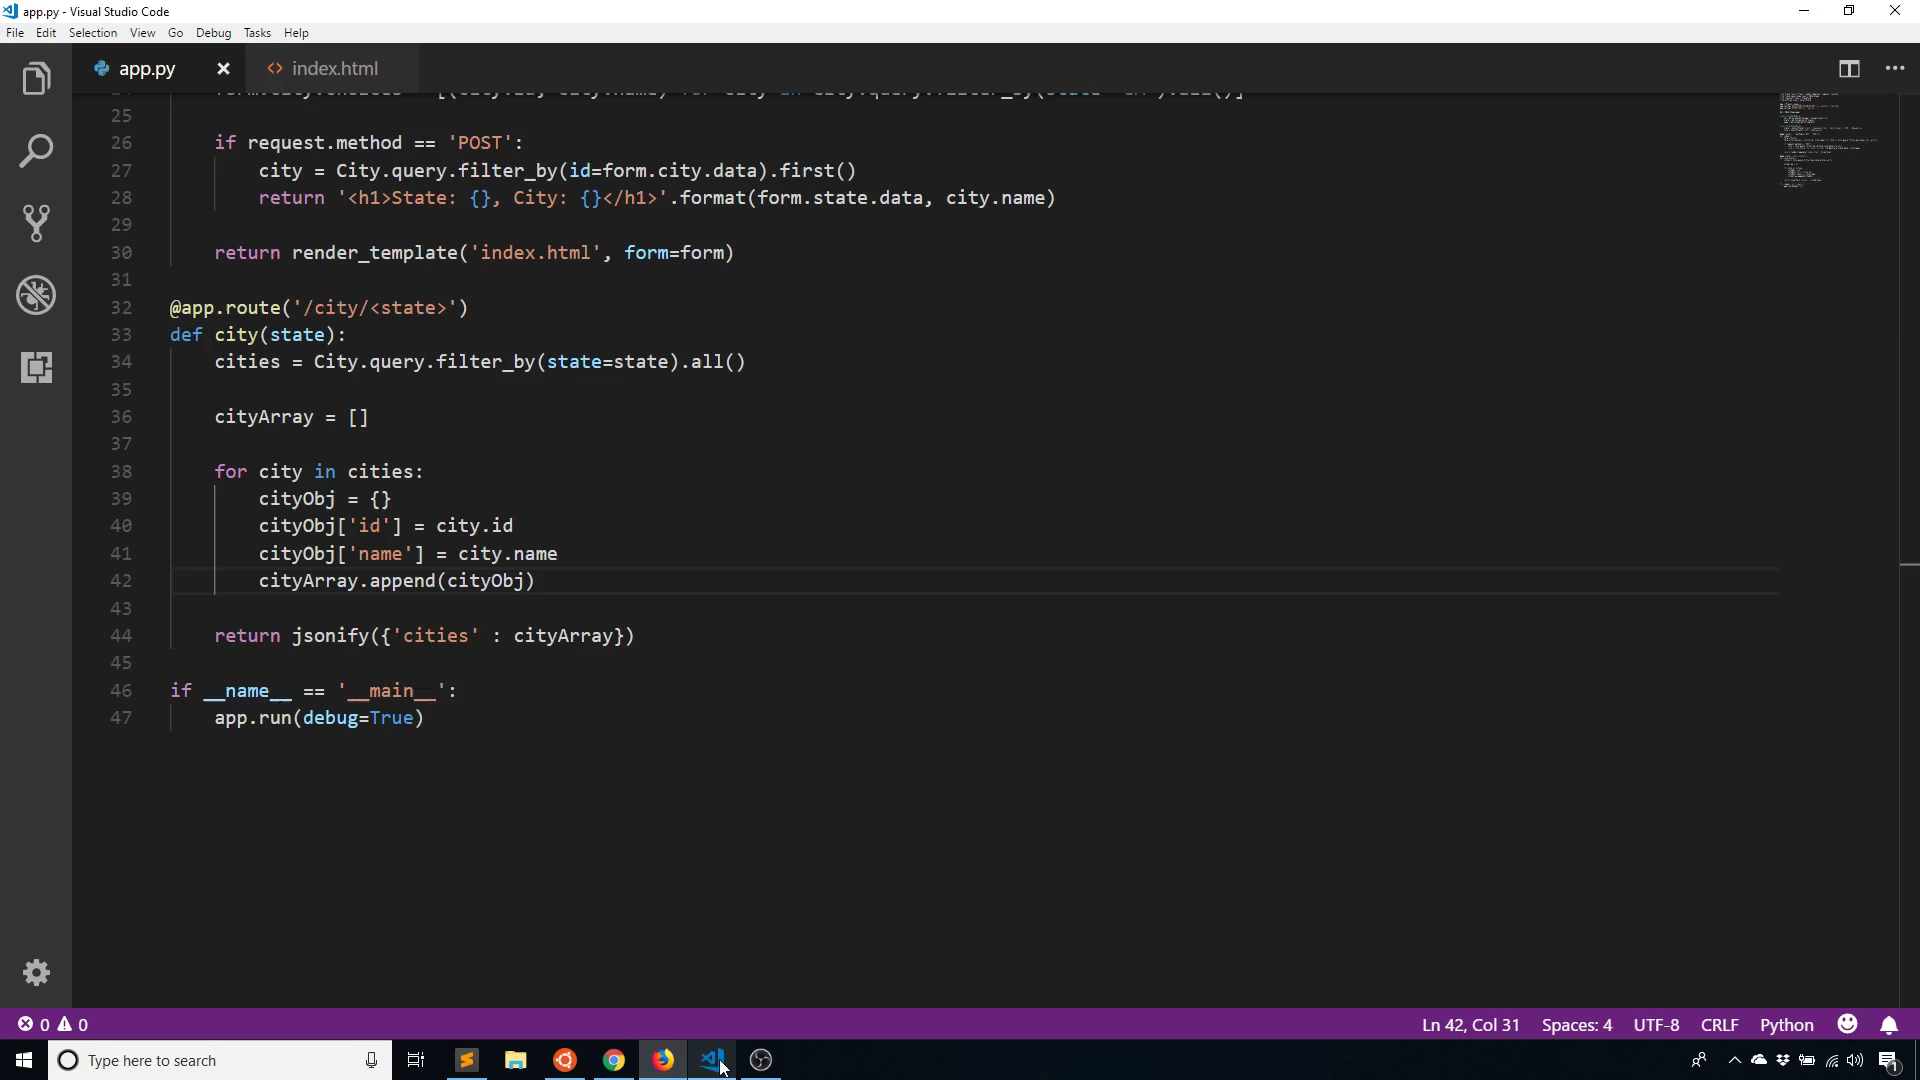 app.py - Visual Studio Code
File Edit Selection View Go Debug Tasks Help
app.py index.html
25
26 if request.method == 'POST':
27 city = City.query.filter_by(id=form.city.data).first()
28 return '<h1>State: {}, City: {}</h1>'.format(form.state.data, city.name)
29
30 return render_template('index.html', form=form)
31
32 @app.route('/city/<state>')
33 def city(state):
34 cities = City.query.filter_by(state=state).all()
35
36 cityArray = []
37
38 for city in cities:
39 cityObj = {}
40 cityObj['id'] = city.id
41 cityObj['name'] = city.name
42 cityArray.append(cityObj)
43
44 return jsonify({'cities' : cityArray})
45
46 if __name__ == '__main__':
47 app.run(debug=True)
0 0 Ln 42, Col 31 Spaces: 4 UTF-8 CRLF Python
Type here to search 1